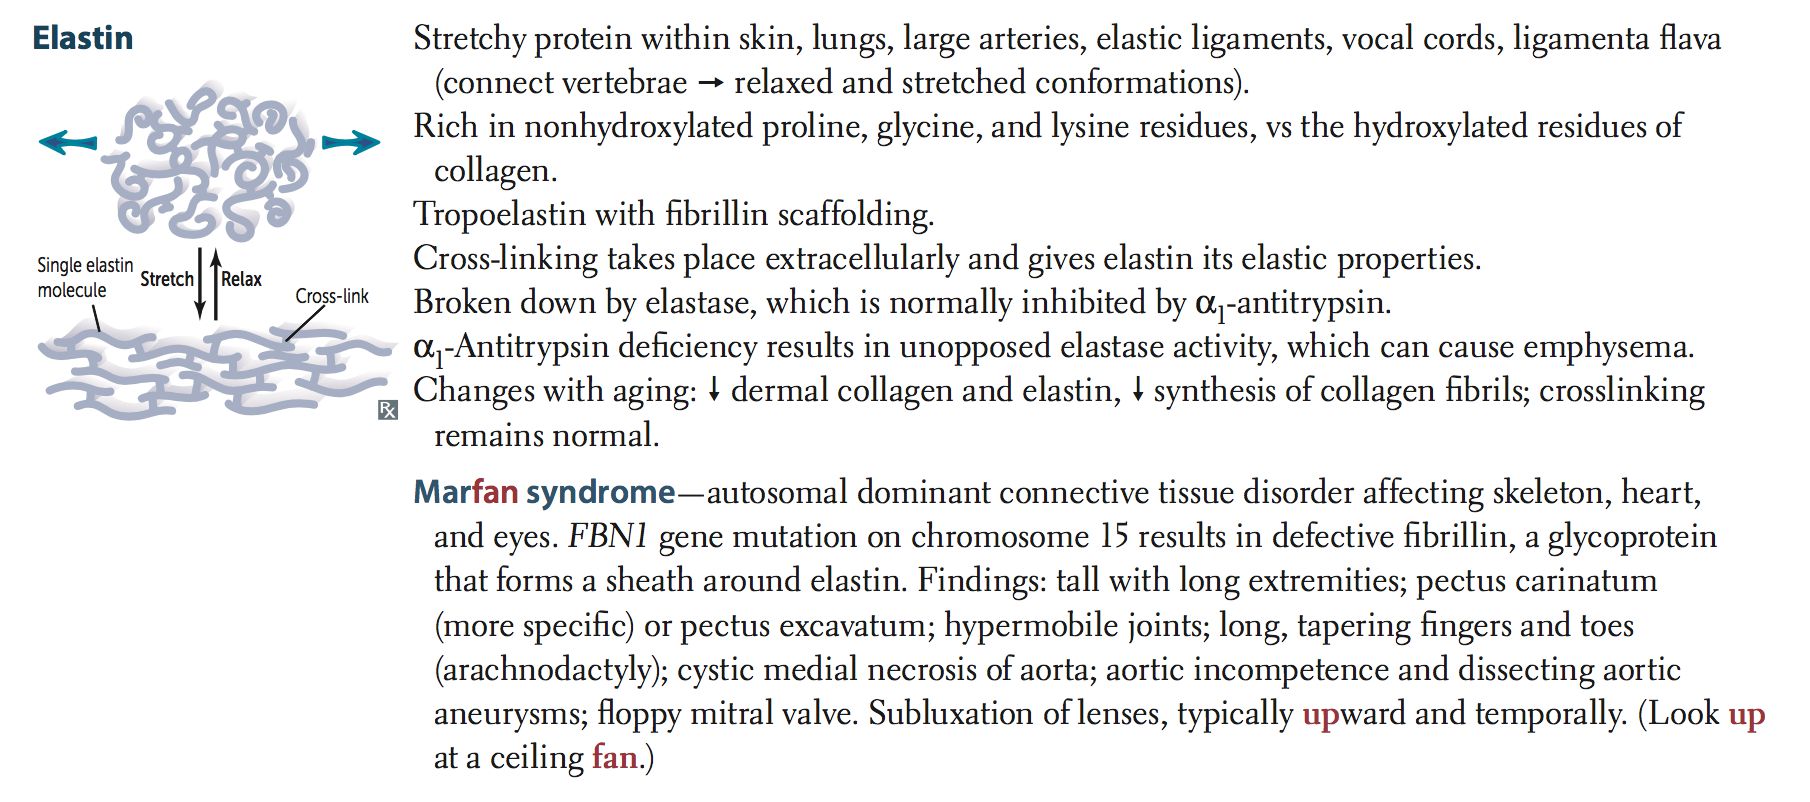 Elastin
Single elastin
molecule
Stretch
Relax
Cross-link
Rx
Stretchy protein within skin, lungs, large arteries, elastic ligaments, vocal cords, ligamenta flava
(connect vertebrae → relaxed and stretched conformations).
Rich in nonhydroxylated proline, glycine, and lysine residues, vs the hydroxylated residues of
collagen.
Tropoelastin with fibrillin scaffolding.
Cross-linking takes place extracellularly and gives elastin its elastic properties.
Broken down by elastase, which is normally inhibited by α₁-antitrypsin.
α₁-Antitrypsin deficiency results in unopposed elastase activity, which can cause emphysema.
Changes with aging: ↓ dermal collagen and elastin, ↓ synthesis of collagen fibrils; crosslinking
remains normal.
Marfan syndrome—autosomal dominant connective tissue disorder affecting skeleton, heart,
and eyes. FBN1 gene mutation on chromosome 15 results in defective fibrillin, a glycoprotein
that forms a sheath around elastin. Findings: tall with long extremities; pectus carinatum
(more specific) or pectus excavatum; hypermobile joints; long, tapering fingers and toes
(arachnodactyly); cystic medial necrosis of aorta; aortic incompetence and dissecting aortic
aneurysms; floppy mitral valve. Subluxation of lenses, typically upward and temporally. (Look up
at a ceiling fan.)